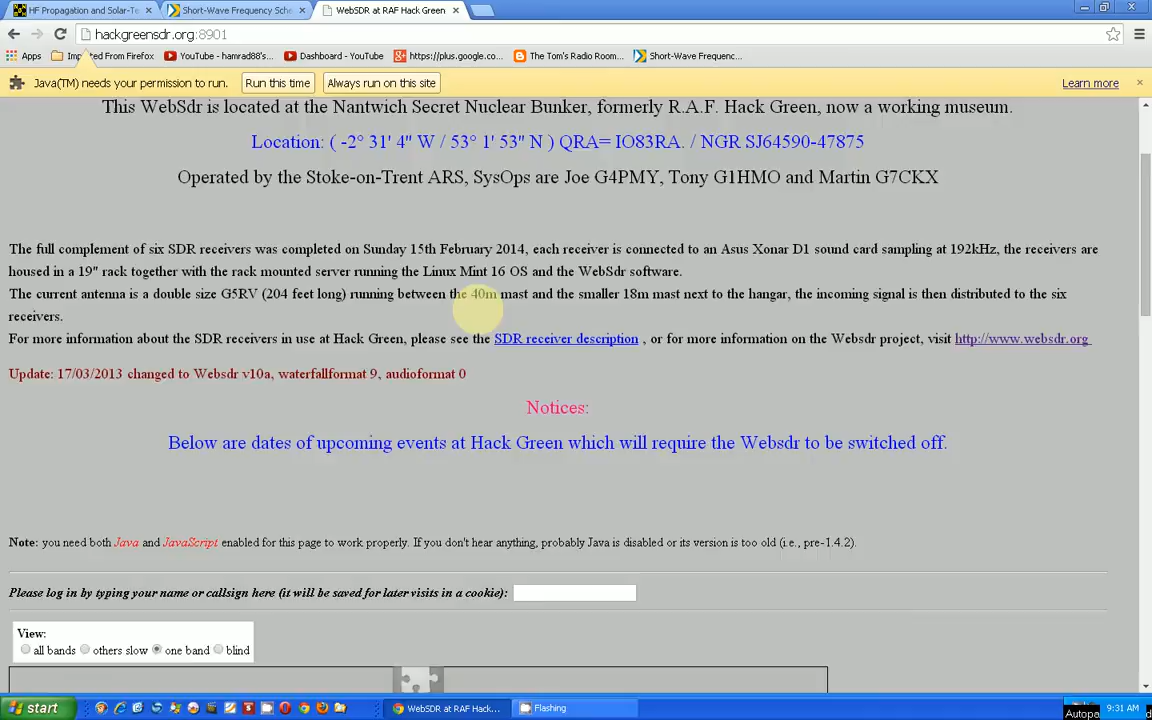 HF Propagation and Solar-Te
Short-Wave Frequency Sche
WebSDR at RAF Hack Green
hackgreensdr.org:8901
Apps
Imported From Firefox
YouTube - hamrad88's...
Dashboard - YouTube
https://plus.google.co...
The Tom's Radio Room...
Short-Wave Frequenc...
Java(TM) needs your permission to run.
Run this time
Always run on this site
Learn more
This WebSdr is located at the Nantwich Secret Nuclear Bunker, formerly R.A.F. Hack Green, now a working museum.
Location: ( -2° 31' 4" W / 53° 1' 53" N ) QRA= IO83RA. / NGR SJ64590-47875
Operated by the Stoke-on-Trent ARS, SysOps are Joe G4PMY, Tony G1HMO and Martin G7CKX
The full complement of six SDR receivers was completed on Sunday 15th February 2014, each receiver is connected to an Asus Xonar D1 sound card sampling at 192kHz, the receivers are
housed in a 19" rack together with the rack mounted server running the Linux Mint 16 OS and the WebSdr software.
The current antenna is a double size G5RV (204 feet long) running between the 40m mast and the smaller 18m mast next to the hangar, the incoming signal is then distributed to the six
receivers.
For more information about the SDR receivers in use at Hack Green, please see the SDR receiver description , or for more information on the Websdr project, visit http://www.websdr.org
Update: 17/03/2013 changed to Websdr v10a, waterfallformat 9, audioformat 0
Notices:
Below are dates of upcoming events at Hack Green which will require the Websdr to be switched off.
Note: you need both Java and JavaScript enabled for this page to work properly. If you don't hear anything, probably Java is disabled or its version is too old (i.e., pre-1.4.2).
Please log in by typing your name or callsign here (it will be saved for later visits in a cookie):
View:
all bands others slow one band blind
start
WebSDR at RAF Hack...
Flashing
9:31 AM
Autopa